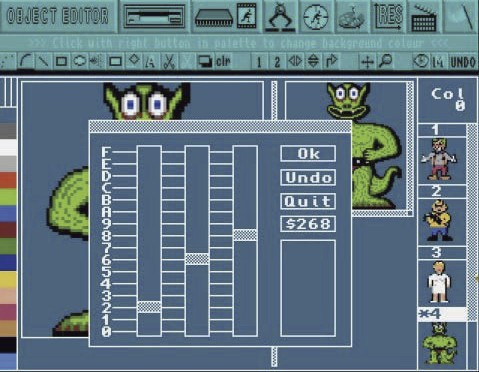 OBJECT EDITOR
IRES
>>> Click with right button in palette to change background colour <<<
A clr 1 2 UNDO
Col
0
1
2
3
*4
Ok
Undo
Quit
$268
F
E
D
C
B
A
9
8
7
6
5
4
3
2
1
0